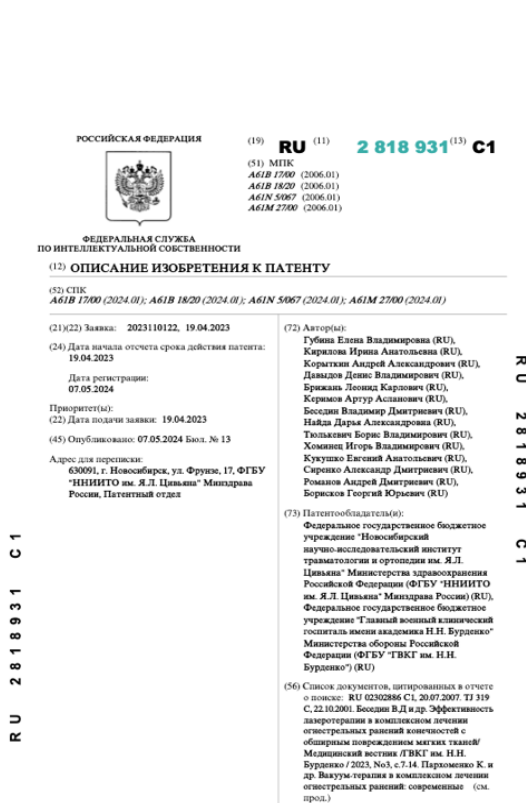 РОССИЙСКАЯ ФЕДЕРАЦИЯ
ФЕДЕРАЛЬНАЯ СЛУЖБА
ПО ИНТЕЛЛЕКТУАЛЬНОЙ СОБСТВЕННОСТИ
(19) RU (11) 2 818 931 (13) C1
(51) МПК
A61B 17/00 (2006.01)
A61B 18/20 (2006.01)
A61N 5/067 (2006.01)
A61M 27/00 (2006.01)
(12) ОПИСАНИЕ ИЗОБРЕТЕНИЯ К ПАТЕНТУ
(52) СПК
A61B 17/00 (2024.01); A61B 18/20 (2024.01); A61N 5/067 (2024.01); A61M 27/00 (2024.01)
(21)(22) Заявка: 2023110122, 19.04.2023
(24) Дата начала отсчета срока действия патента:
19.04.2023
Дата регистрации:
07.05.2024
Приоритет(ы):
(22) Дата подачи заявки: 19.04.2023
(45) Опубликовано: 07.05.2024 Бюл. № 13
Адрес для переписки:
630091, г. Новосибирск, ул. Фрунзе, 17, ФГБУ
"ННИИТО им. Я.Л. Цивьяна" Минздрава
России, Патентный отдел
(72) Автор(ы):
Губина Елена Владимировна (RU),
Кирилова Ирина Анатольевна (RU),
Корыткин Андрей Александрович (RU),
Давыдов Денис Владимирович (RU),
Брижань Леонид Карлович (RU),
Керимов Артур Асланович (RU),
Беседин Владимир Дмитриевич (RU),
Найда Дарья Александровна (RU),
Тюлькевич Борис Владимирович (RU),
Хоминец Игорь Владимирович (RU),
Кукушко Евгений Анатольевич (RU),
Сиренко Александр Дмитриевич (RU),
Романов Андрей Дмитриевич (RU),
Борисков Георгий Юрьевич (RU)
(73) Патентообладатель(и):
Федеральное государственное бюджетное
учреждение "Новосибирский
научно-исследовательский институт
травматологии и ортопедии им. Я.Л.
Цивьяна" Министерства здравоохранения
Российской Федерации (ФГБУ "ННИИТО
им. Я.Л. Цивьяна" Минздрава России) (RU),
Федеральное государственное бюджетное
учреждение "Главный военный клинический
госпиталь имени академика Н.Н. Бурденко"
Министерства обороны Российской
Федерации (ФГБУ "ГВКГ им. Н.Н.
Бурденко") (RU)
(56) Список документов, цитированных в отчете
о поиске: RU 02302886 C1, 20.07.2007. TJ 319
C, 22.10.2001. Беседин В.Д и др. Эффективность
лазеротерапии в комплексном лечении
огнестрельных ранений конечностей с
обширным повреждением мягких тканей/
Медицинский вестник /ГВКГ им. Н.Н.
Бурденко / 2023, No3, с.7-14. Пархоменко К. и
др. Вакуум-терапия в комплексном лечении
огнестрельных ранений: современные (см.
прод.)
RU 2818931 C1
RU 2818931 C1